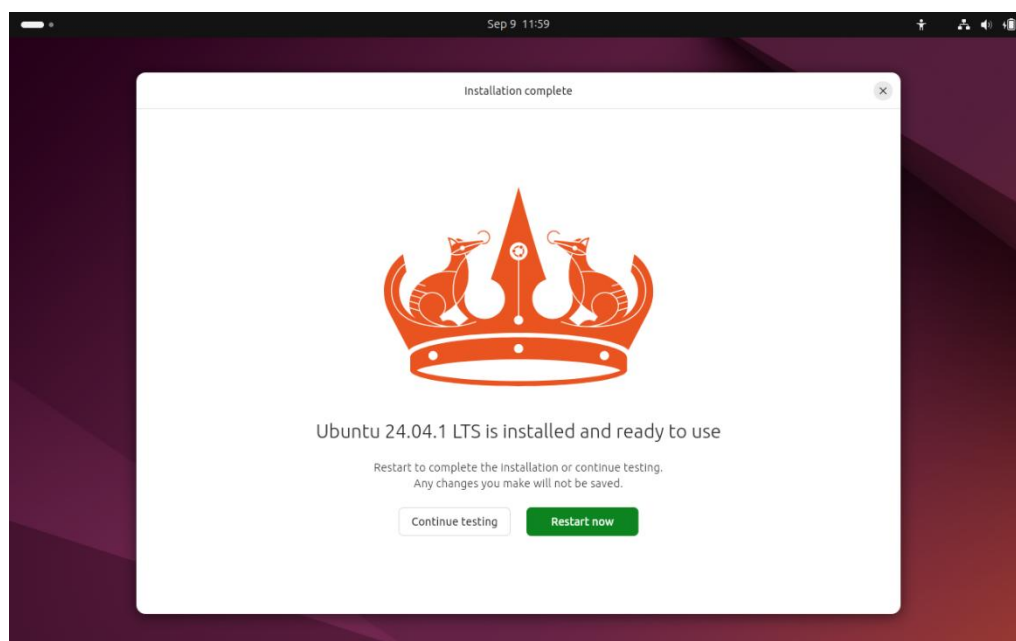 Sep 9 11:59
Installation complete
Ubuntu 24.04.1 LTS is installed and ready to use
Restart to complete the installation or continue testing.
Any changes you make will not be saved.
Continue testing
Restart now